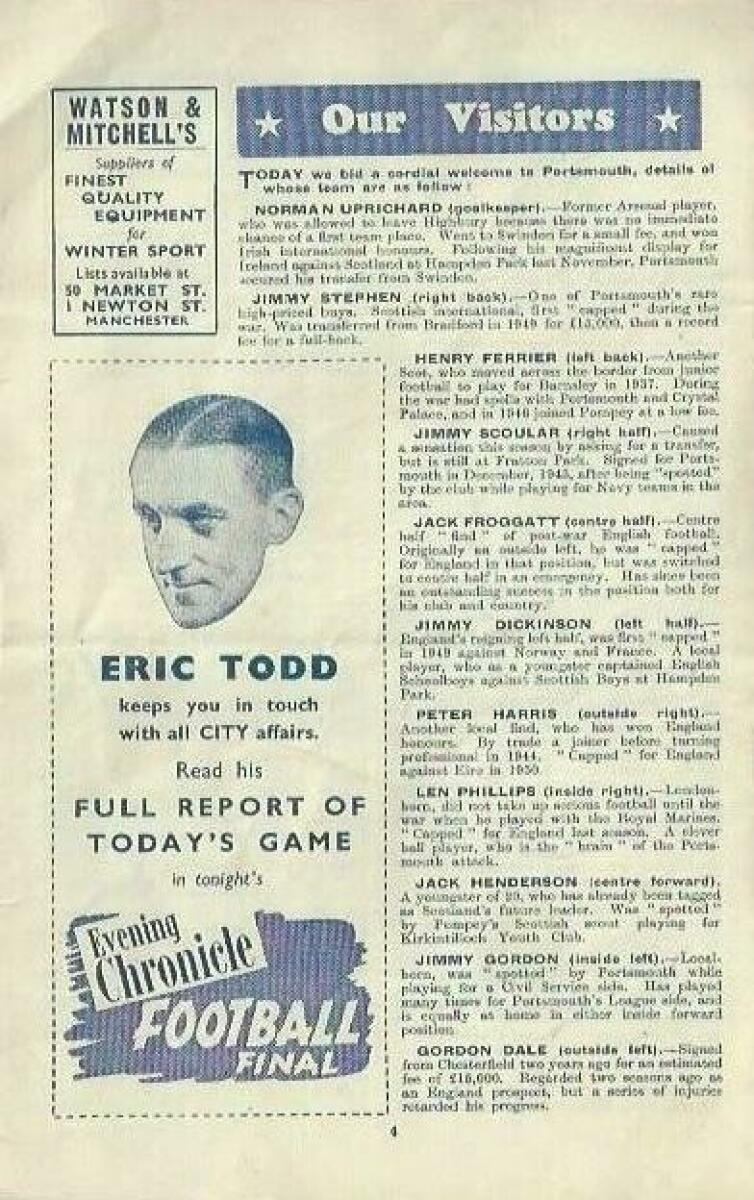 WATSON &
MITCHELL'S
Suppliers of
FINEST
QUALITY
EQUIPMENT
for
WINTER SPORT
Lists available at
50 MARKET ST.
1 NEWTON ST.
MANCHESTER
Our Visitors
TODAY we bid a cordial welcome to Portsmouth, details of
whose team are as follow :
NORMAN UPRICHARD (goalkeeper).—Former Arsenal player,
who was allowed to leave Highbury because there was no immediate
chance of a first team place. Went to Swindon for a small fee, and won
Irish international honours. Following his magnificent display for
Ireland against Scotland at Hampden Park last November, Portsmouth
secured his transfer from Swindon.
JIMMY STEPHEN (right back).—One of Portsmouth's rare
high-priced buys. Scottish international, first "capped" during the
war. Was transferred from Bradford in 1949 for £15,000, then a record
fee for a full-back.
HENRY FERRIER (left back).—Another
Scot, who moved across the border from junior
football to play for Barnsley in 1937. During
the war had spells with Portsmouth and Crystal
Palace, and in 1946 joined Pompey at a low fee.
JIMMY SCOULAR (right half).—Caused
a sensation this season by asking for a transfer,
but is still at Fratton Park. Signed for Ports-
mouth in December, 1945, after being "spotted"
by the club while playing for Navy teams in the
area.
JACK FROGGATT (centre half).—Centre
half "find" of post-war English football.
Originally an outside left, he was "capped"
for England in that position, but was switched
to centre half in an emergency. Has since been
an outstanding success in the position both for
his club and country.
JIMMY DICKINSON (left half).—
England's reigning left half, was first "capped"
in 1949 against Norway and France. A local
player, who as a youngster captained English
Schoolboys against Scottish Boys at Hampden
Park.
PETER HARRIS (outside right).—
Another local find, who has won England
honours. By trade a joiner before turning
professional in 1944. "Capped" for England
against Eire in 1950.
LEN PHILLIPS (inside right).—London-
born, did not take up serious football until the
war when he played with the Royal Marines.
"Capped" for England last season. A clever
ball player, who is the "brain" of the Ports-
mouth attack.
JACK HENDERSON (centre forward).
A youngster of 20, who has already been tagged
as Scotland's future leader. Was "spotted"
by Pompey's Scottish scout playing for
Kirkintilloch Youth Club.
JIMMY GORDON (inside left).—Local-
born, was "spotted" by Portsmouth while
playing for a Civil Service side. Has played
many times for Portsmouth's League side, and
is equally at home in either inside forward
position.
GORDON DALE (outside left).—Signed
from Chesterfield two years ago for an estimated
fee of £15,000. Regarded two seasons ago as
an England prospect, but a series of injuries
retarded his progress.
ERIC TODD
keeps you in touch
with all CITY affairs.
Read his
FULL REPORT OF
TODAY'S GAME
in tonight's
Evening
Chronicle
FOOTBALL
FINAL
4